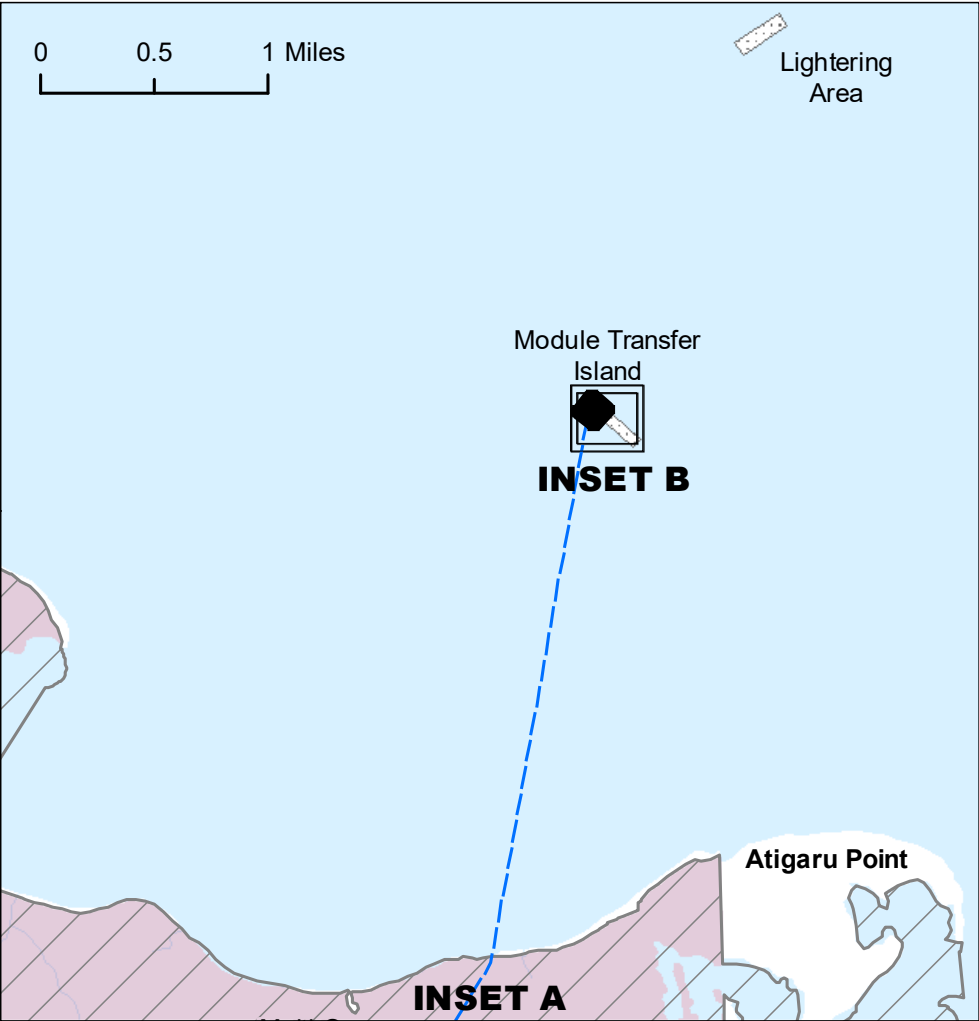 0 0.5 1 Miles
Lightering
Area
Module Transfer
Island
INSET B
Atigaru Point
INSET A